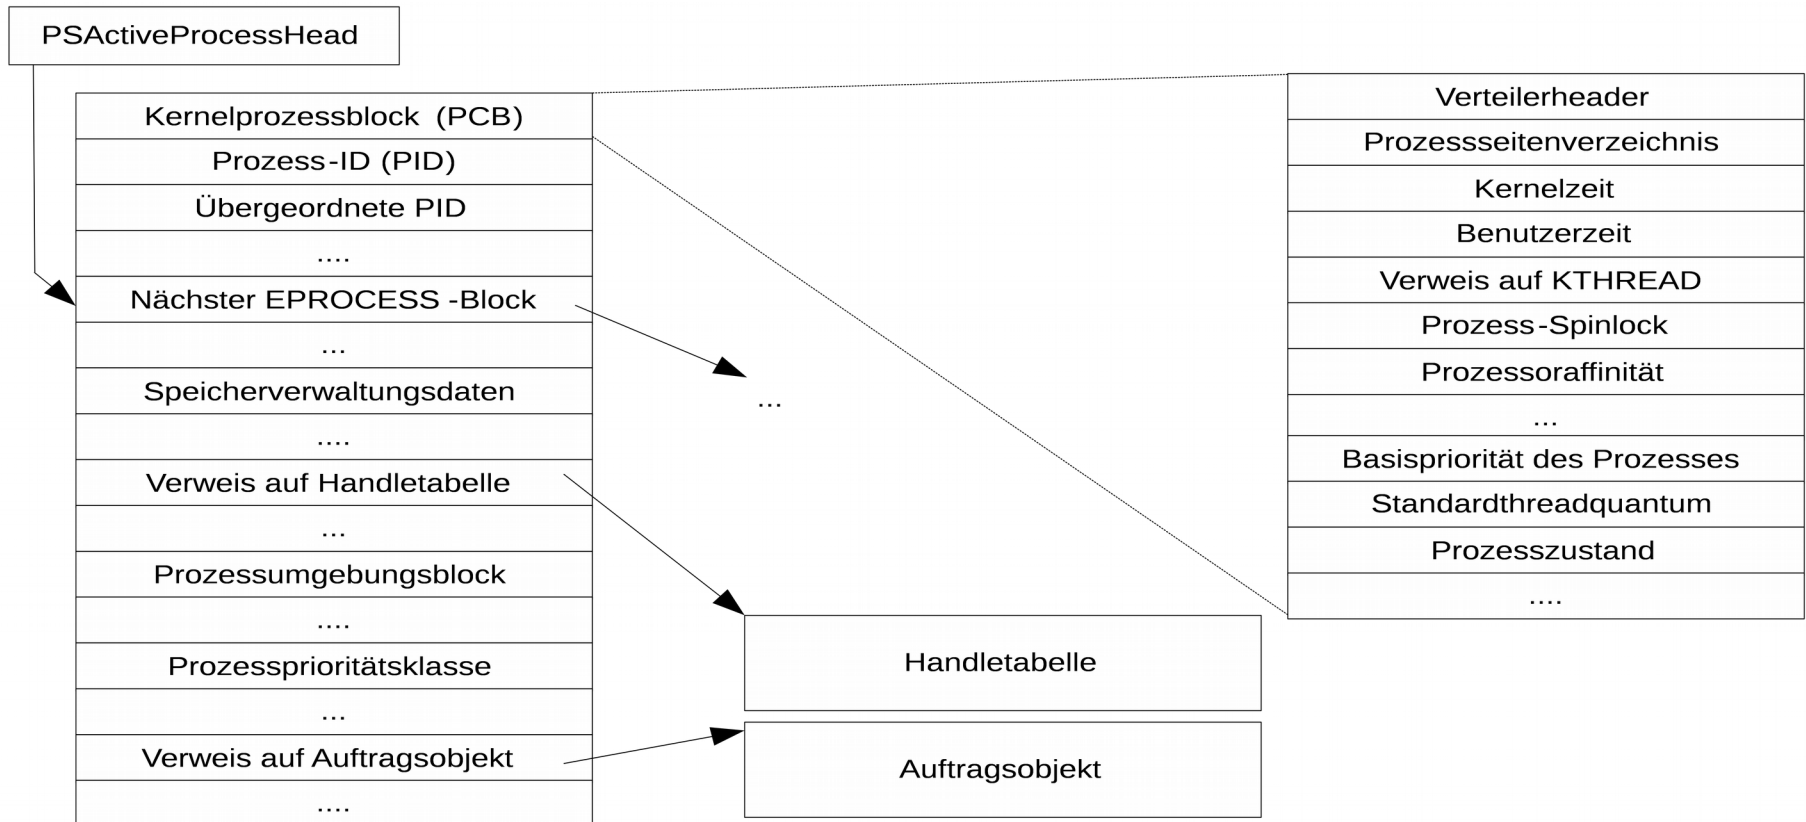 PSActiveProcessHead
Kernelprozessblock (PCB)
Prozess-ID (PID)
Übergeordnete PID
....
Nächster EPROCESS -Block
...
Speicherverwaltungsdaten
....
Verweis auf Handletabelle
...
Prozessumgebungsblock
....
Prozessprioritätsklasse
...
Verweis auf Auftragsobjekt
....
...
Handletabelle
Auftragsobjekt
Verteilerheader
Prozessseitenverzeichnis
Kernelzeit
Benutzerzeit
Verweis auf KTHREAD
Prozess-Spinlock
Prozessoraffinität
...
Basispriorität des Prozesses
Standardthreadquantum
Prozesszustand
....